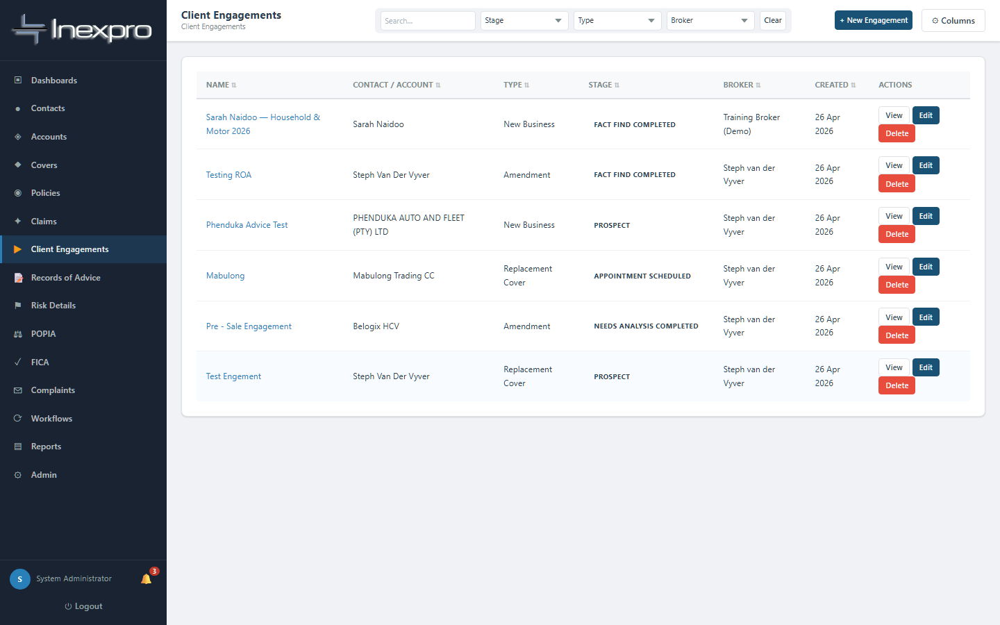 Inexpro
Dashboards
Contacts
Accounts
Covers
Policies
Claims
Client Engagements
Records of Advice
Risk Details
POPIA
FICA
Complaints
Workflows
Reports
Admin
System Administrator
S
3
Logout
Client Engagements
Client Engagements
Search...
Stage
Type
Broker
Clear
+ New Engagement
Columns
NAME CONTACT / ACCOUNT TYPE STAGE BROKER CREATED ACTIONS
Sarah Naidoo — Household &
Motor 2026
Sarah Naidoo
New Business
FACT FIND COMPLETED
Training Broker
(Demo)
26 Apr
2026
View Edit
Delete
Testing ROA
Steph Van Der Vyver
Amendment
FACT FIND COMPLETED
Steph van der
Vyver
26 Apr
2026
View Edit
Delete
Phenduka Advice Test
PHENDUKA AUTO AND FLEET
(PTY) LTD
New Business
PROSPECT
Steph van der
Vyver
26 Apr
2026
View Edit
Delete
Mabulong
Mabulong Trading CC
Replacement
Cover
APPOINTMENT SCHEDULED
Steph van der
Vyver
26 Apr
2026
View Edit
Delete
Pre - Sale Engagement
Belogix HCV
Amendment
NEEDS ANALYSIS COMPLETED
Steph van der
Vyver
26 Apr
2026
View Edit
Delete
Test Engement
Steph Van Der Vyver
Replacement
Cover
PROSPECT
Steph van der
Vyver
26 Apr
2026
View Edit
Delete